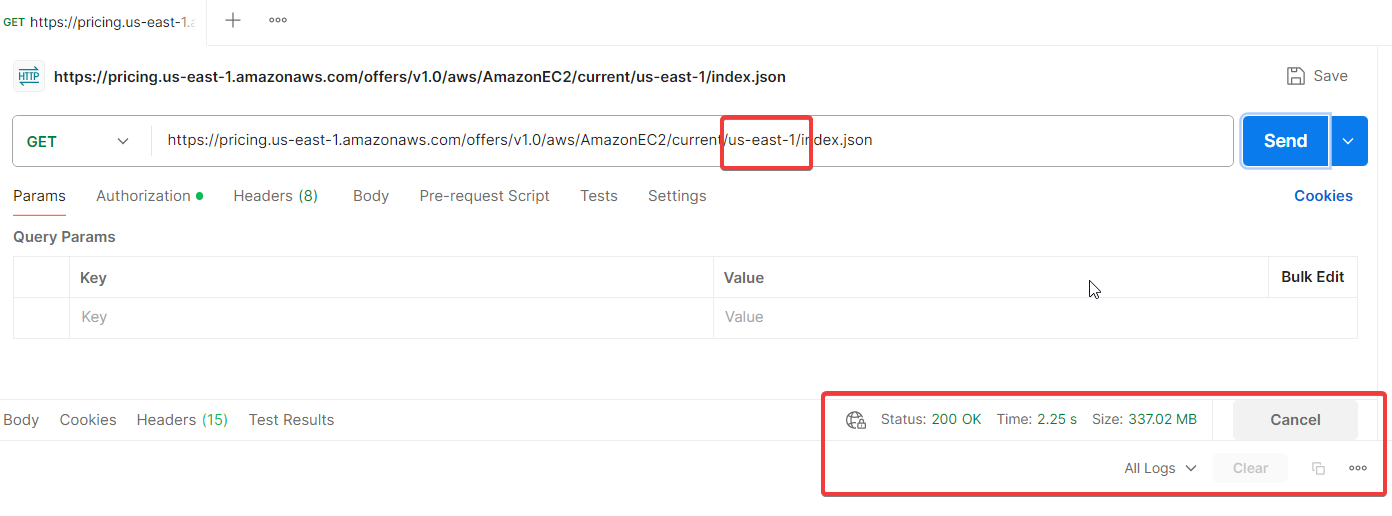 GET https://pricing.us-east-1.a
HTTP https://pricing.us-east-1.amazonaws.com/offers/v1.0/aws/AmazonEC2/current/us-east-1/index.json Save
GET https://pricing.us-east-1.amazonaws.com/offers/v1.0/aws/AmazonEC2/current/us-east-1/index.json Send
Params Authorization Headers (8) Body Pre-request Script Tests Settings Cookies
Query Params
Key Value Bulk Edit
Key Value
Body Cookies Headers (15) Test Results Status: 200 OK Time: 2.25 s Size: 337.02 MB Cancel
All Logs Clear